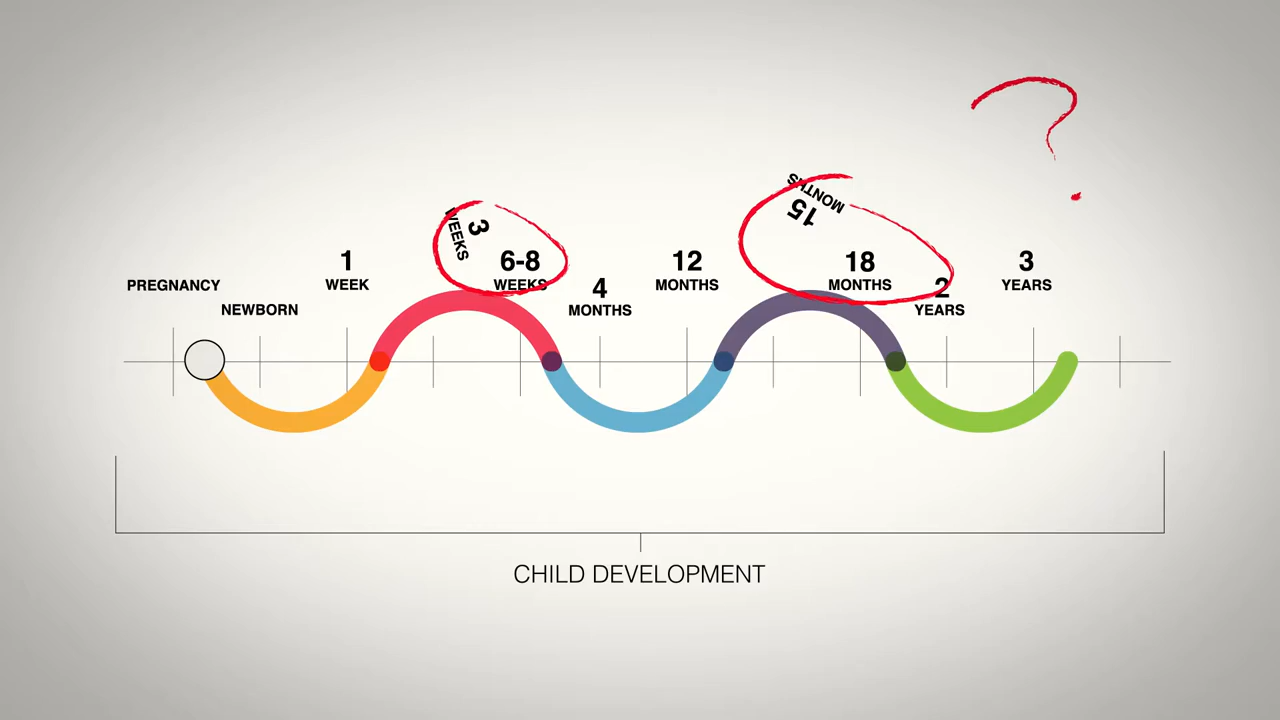 PREGNANCY
NEWBORN
1
WEEK
3
WEEKS
6-8
WEEKS
4
MONTHS
12
MONTHS
15
MONTHS
18
MONTHS
2
YEARS
3
YEARS
?
CHILD DEVELOPMENT